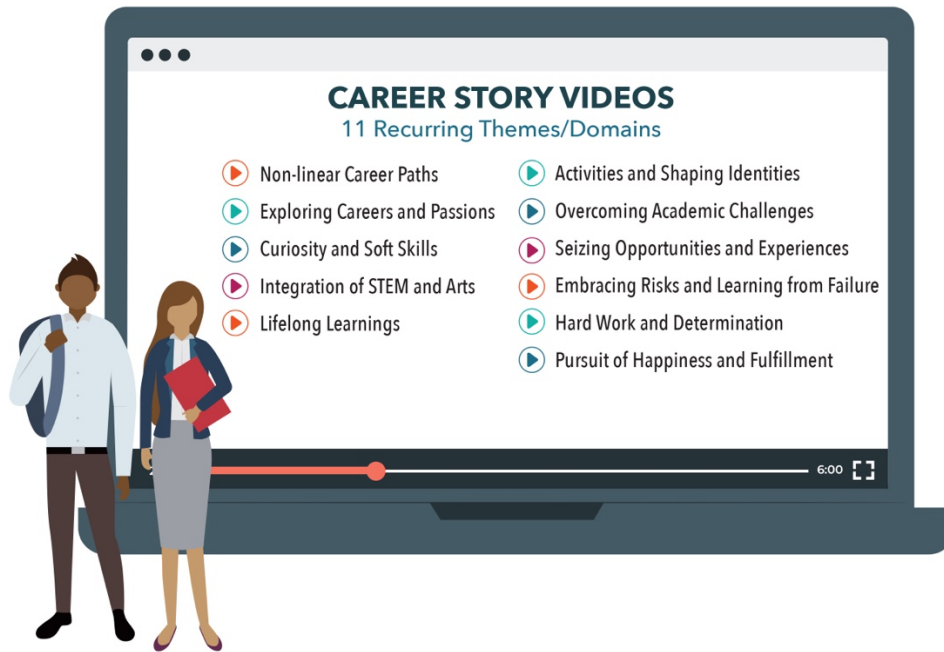 CAREER STORY VIDEOS
11 Recurring Themes/Domains
Non-linear Career Paths
Exploring Careers and Passions
Curiosity and Soft Skills
Integration of STEM and Arts
Lifelong Learnings
Activities and Shaping Identities
Overcoming Academic Challenges
Seizing Opportunities and Experiences
Embracing Risks and Learning from Failure
Hard Work and Determination
Pursuit of Happiness and Fulfillment
6:00